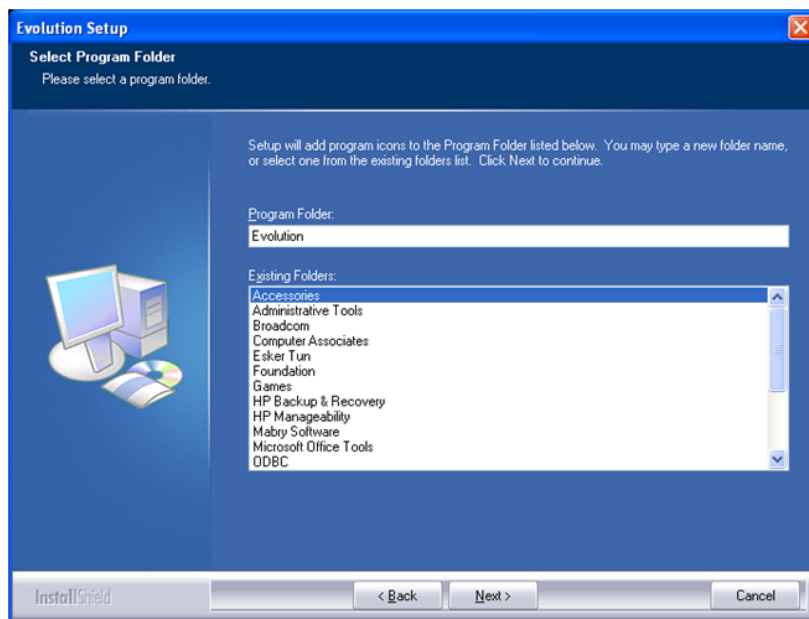 Evolution Setup
Select Program Folder
Please select a program folder.
Setup will add program icons to the Program Folder listed below.  You may type a new folder name,
or select one from the existing folders list.  Click Next to continue.
Program Folder:
Evolution
Existing Folders:
Accessories
Administrative Tools
Broadcom
Computer Associates
Esker Tun
Foundation
Games
HP Backup & Recovery
HP Manageability
Mabry Software
Microsoft Office Tools
ODBC
InstallShield
< Back
Next >
Cancel